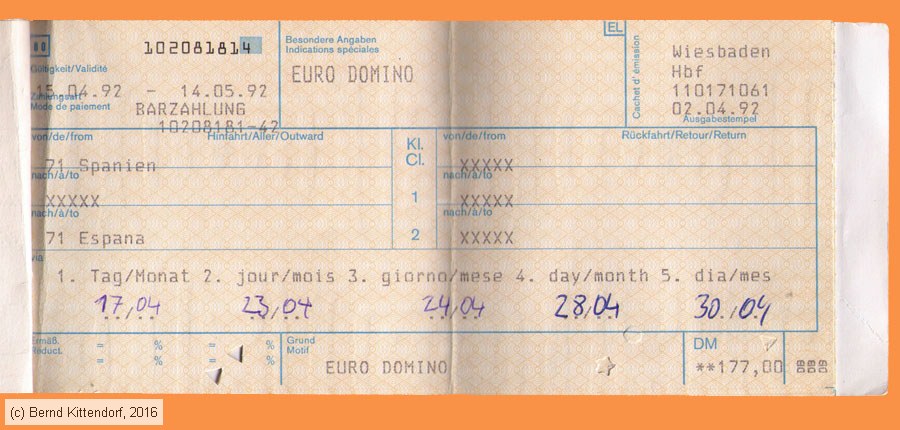 102081814
Besondere Angaben
Indications spéciales
EURO DOMINO
EL
Cachet d'émission
Wiesbaden
Hbf
110171061
02.04.92
Ausgabestempel
Gültigkeit/Validité
15.04.92 - 14.05.92
Zahlungsart
Mode de paiement
BARZAHLUNG
10208181-42
von/de/from
Hinfahrt/Aller/Outward
Kl.
Cl.
von/de/from
Rückfahrt/Retour/Return
71 Spanien
XXXXX
nach/à/to
nach/à/to
XXXXX
1
XXXXX
nach/à/to
nach/à/to
71 Espana
2
XXXXX
via
1. Tag/Monat 2. jour/mois 3. giorno/mese 4. day/month 5. dia/mes
17,04 23,04 24,04 28,04 30.,04
Ermäß.
Réduct.
= % = %
= % = %
Grund
Motif
EURO DOMINO
DM
**177,00